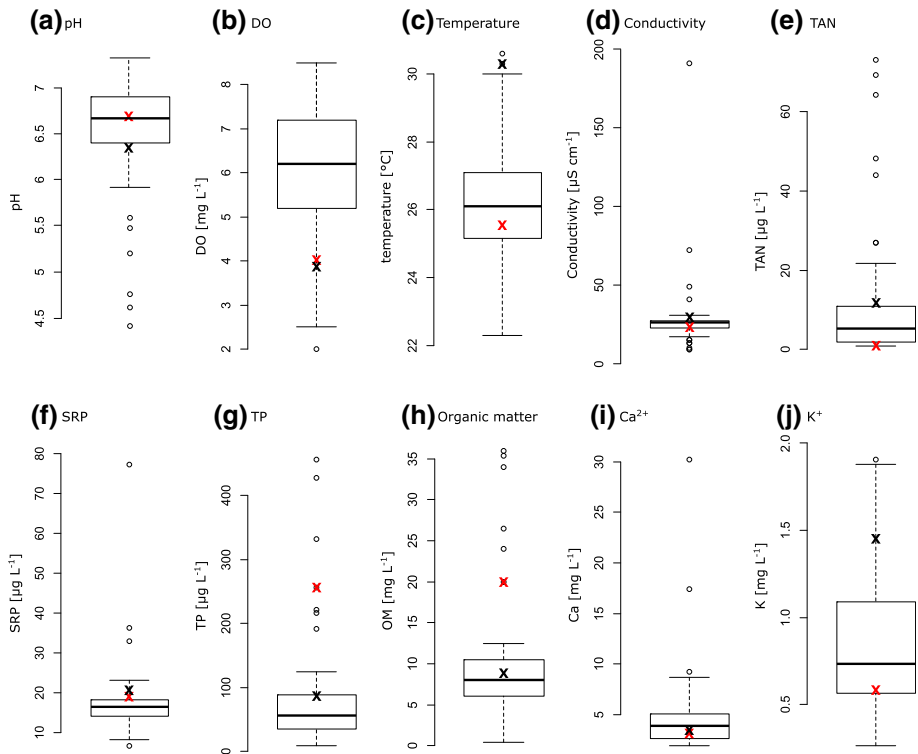 (a) pH
(b) DO
(c) Temperature
(d) Conductivity
(e) TAN
pH
4.5 5 5.5 6 6.5 7
DO [mg L⁻¹]
2 3 4 5 6 7 8
temperature [°C]
22 24 26 28 30
Conductivity [µS cm⁻¹]
0 50 100 150 200
TAN [µg L⁻¹]
0 20 40 60
(f) SRP
(g) TP
(h) Organic matter
(i) Ca²⁺
(j) K⁺
SRP [µg L⁻¹]
10 20 30 40 50 60 70 80
TP [µg L⁻¹]
0 100 200 300 400
OM [mg L⁻¹]
0 5 10 15 20 25 30 35
Ca [mg L⁻¹]
5 10 15 20 25 30
K [mg L⁻¹]
0.5 1.0 1.5 2.0